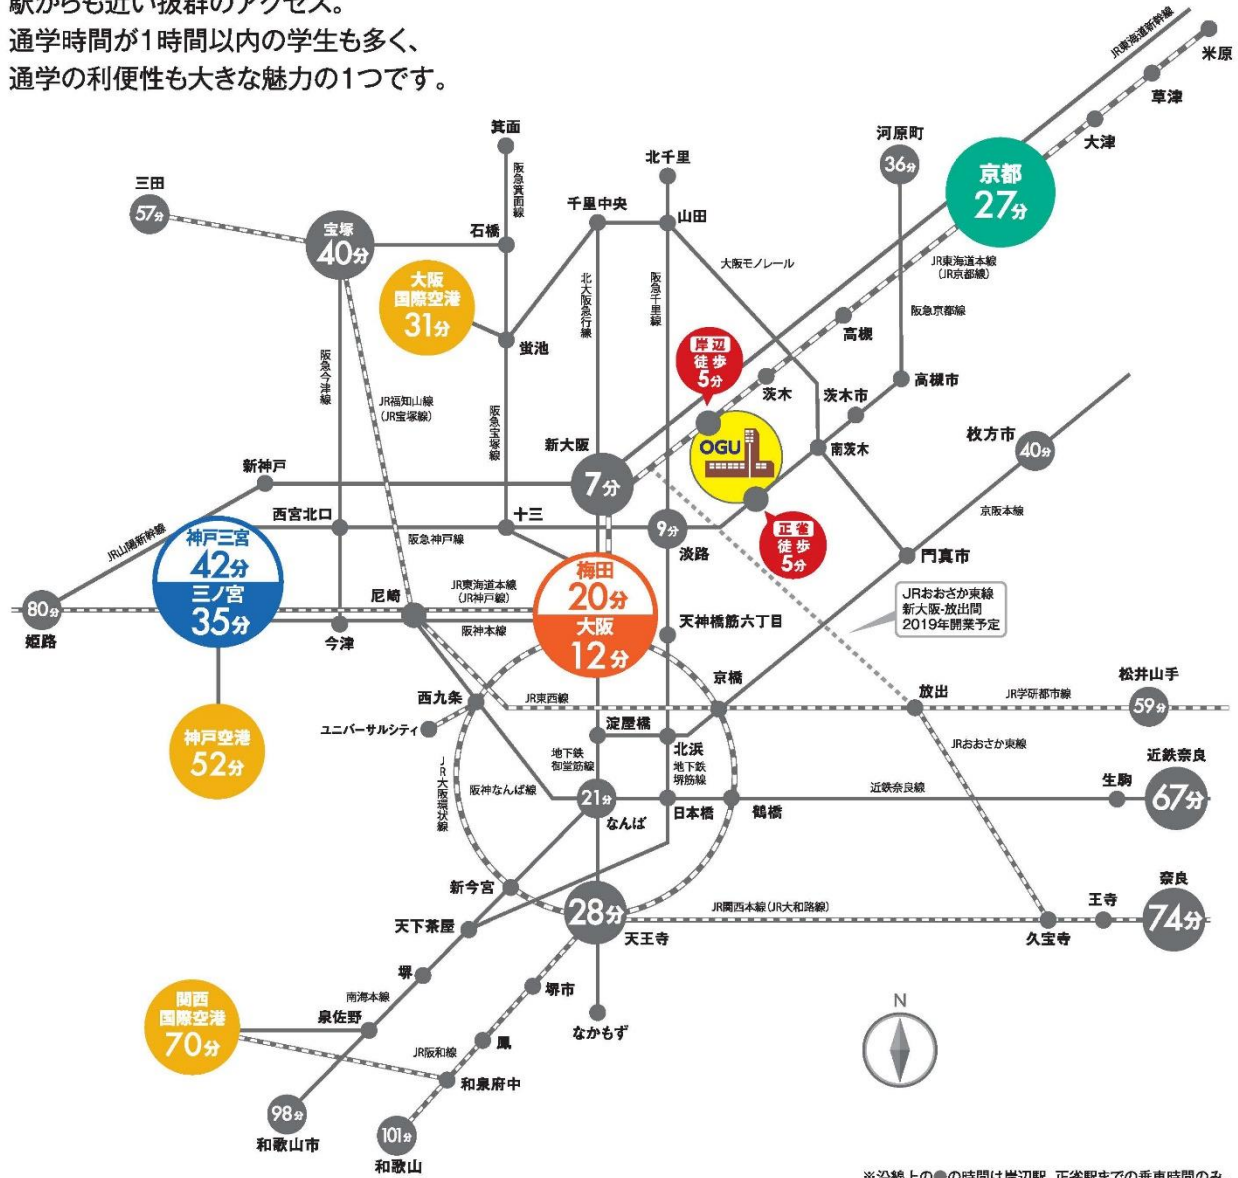 駅からも近い抜群のアクセス。
通学時間が1時間以内の学生も多く、
通学の利便性も大きな魅力の1つです。
JR東海道新幹線
米原
草津
大津
河原町
36分
京都
27分
箕面
阪急箕面線
北千里
千里中央
山田
三田
57分
宝塚
40分
石橋
大阪
国際空港
31分
蛍池
北大阪急行線
阪急千里線
大阪モノレール
JR東海道本線
(JR京都線)
阪急京都線
高槻
岸辺
徒歩
5分
茨木
茨木市
高槻市
阪急今津線
JR福知山線
(JR宝塚線)
阪急宝塚線
新大阪
7分
OGU
南茨木
枚方市
40分
新神戸
JR山陽新幹線
西宮北口
阪急神戸線
十三
9分
淡路
正雀
徒歩
5分
京阪本線
門真市
神戸三宮
42分
三ノ宮
35分
80分
姫路
今津
尼崎
JR東海道本線
(JR神戸線)
阪神本線
梅田
20分
大阪
12分
天神橋筋六丁目
JRおおさか東線
新大阪-放出間
2019年開業予定
京橋
西九条
ユニバーサルシティ
JR東西線
放出
JR学研都市線
松井山手
59分
神戸空港
52分
淀屋橋
北浜
地下鉄
御堂筋線
地下鉄
堺筋線
JRおおさか東線
JR大阪環状線
阪神なんば線
21分
なんば
日本橋
鶴橋
近鉄奈良線
生駒
近鉄奈良
67分
新今宮
天下茶屋
28分
天王寺
JR関西本線(JR大和路線)
久宝寺
王寺
奈良
74分
堺
南海本線
泉佐野
関西
国際空港
70分
堺市
鳳
なかもず
JR阪和線
和泉府中
98分
和歌山市
101分
和歌山
N
※沿線上の●の時間は岸辺駅、正雀駅までの乗車時間のみ